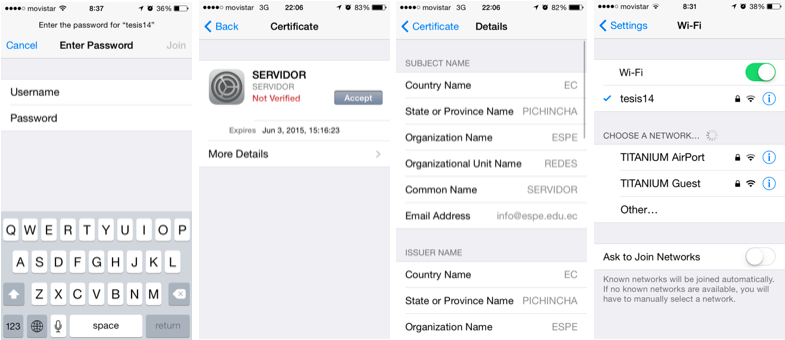 movistar 8:37 36%
Enter the password for "tesis14"
Cancel Enter Password Join
Username
Password
Q W E R T Y U I O P
A S D F G H J K L
Z X C V B N M
123 space return
movistar 3G 22:06 83%
Back Certificate
SERVIDOR
SERVIDOR
Not Verified Accept
Expires Jun 3, 2015, 15:16:23
More Details
movistar 3G 22:06 82%
Certificate Details
SUBJECT NAME
Country Name EC
State or Province Name PICHINCHA
Organization Name ESPE
Organizational Unit Name REDES
Common Name SERVIDOR
Email Address info@espe.edu.ec
ISSUER NAME
Country Name EC
State or Province Name PICHINCHA
Organization Name ESPE
movistar 8:31 38%
Settings Wi-Fi
Wi-Fi
tesis14
CHOOSE A NETWORK...
TITANIUM AirPort
TITANIUM Guest
Other...
Ask to Join Networks
Known networks will be joined automatically.
If no known networks are available, you will
have to manually select a network.